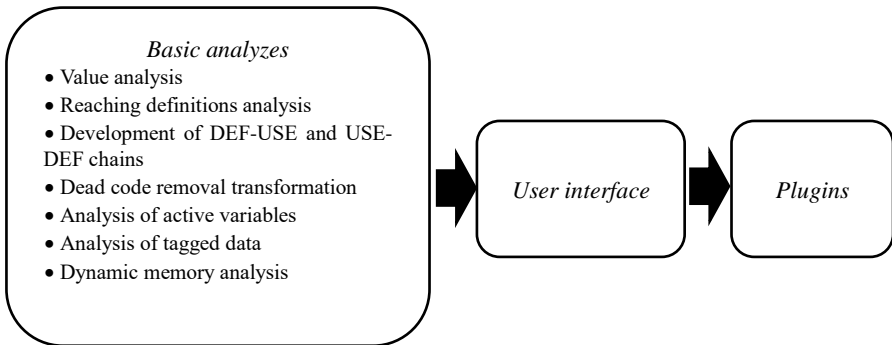 Basic analyzes
• Value analysis
• Reaching definitions analysis
• Development of DEF-USE and USE-
DEF chains
• Dead code removal transformation
• Analysis of active variables
• Analysis of tagged data
• Dynamic memory analysis
User interface
Plugins